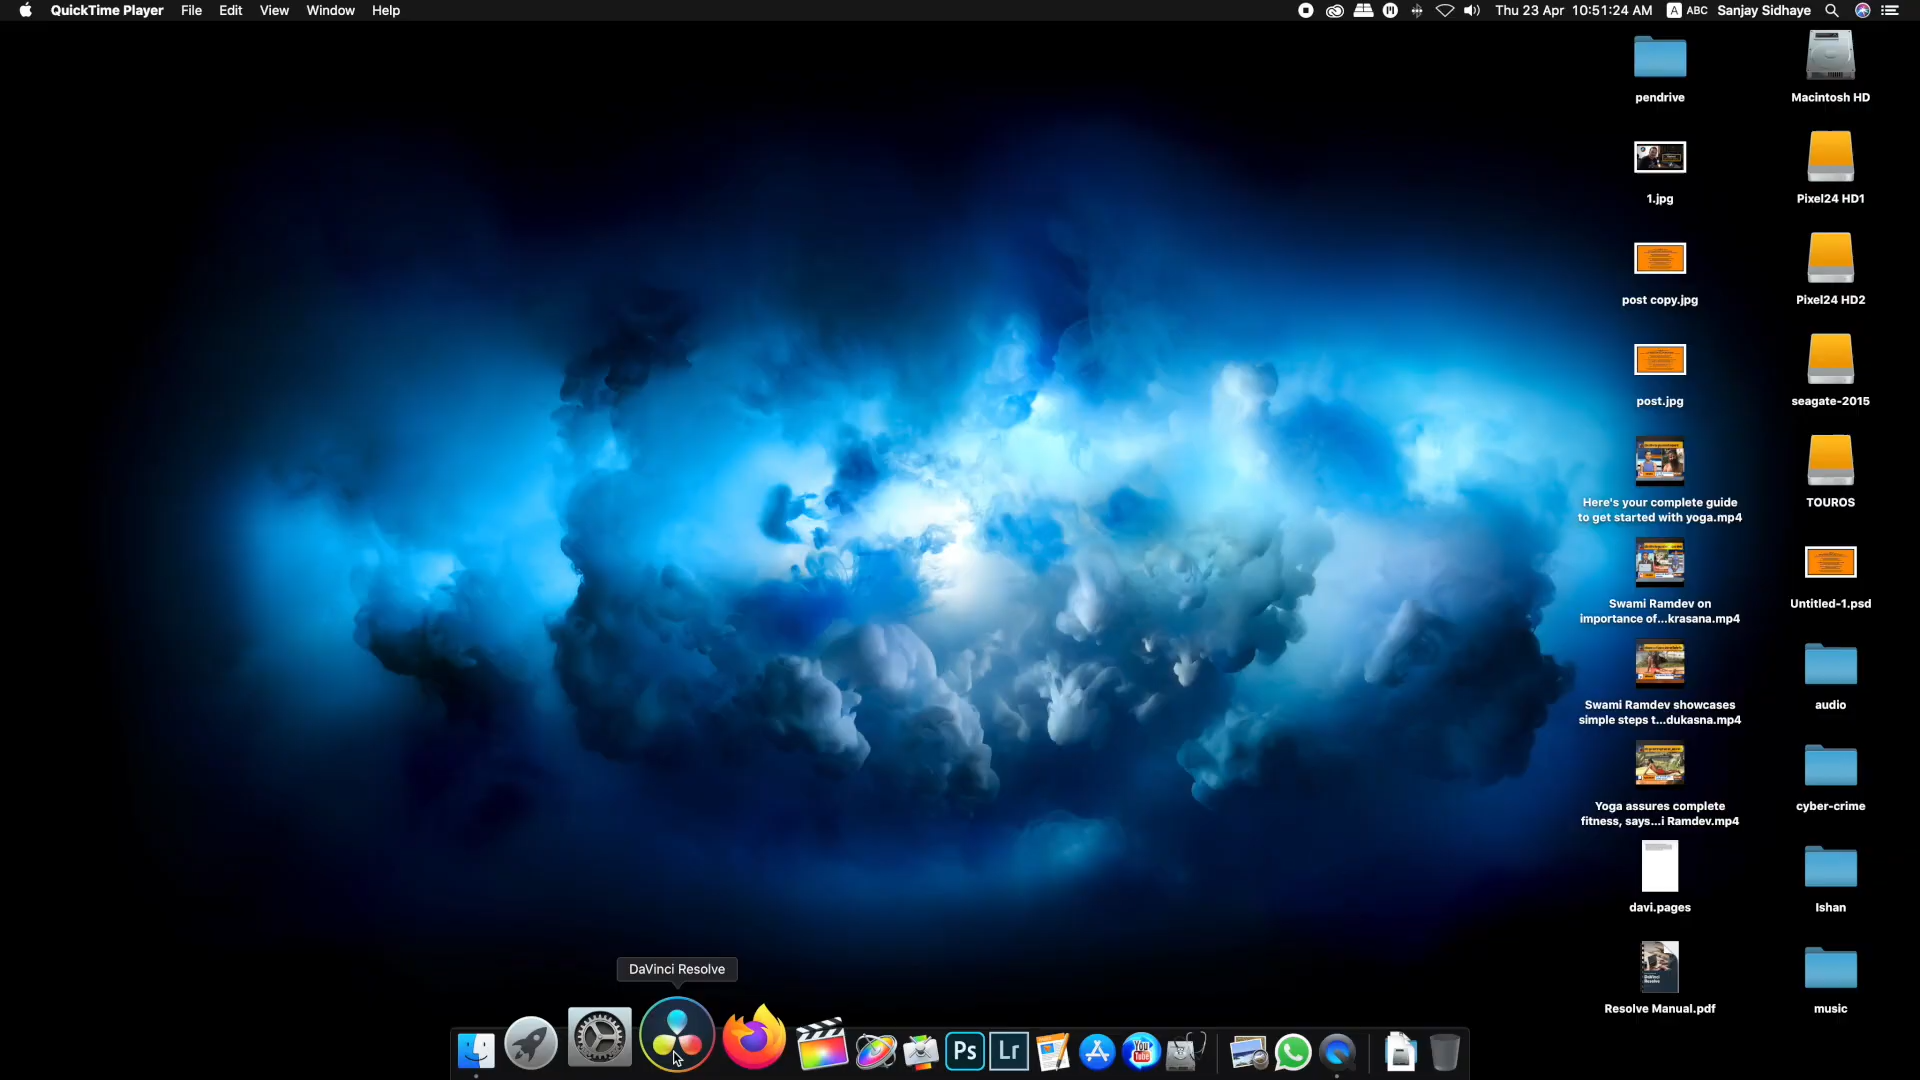 QuickTime Player File Edit View Window Help
Thu 23 Apr 10:51:24 AM A ABC Sanjay Sidhaye
pendrive
Macintosh HD
1.jpg
Pixel24 HD1
post copy.jpg
Pixel24 HD2
post.jpg
seagate-2015
Here's your complete guide
to get started with yoga.mp4
TOUROS
Swami Ramdev on
importance of...krasana.mp4
Untitled-1.psd
Swami Ramdev showcases
simple steps t...dukasna.mp4
audio
Yoga assures complete
fitness, says...i Ramdev.mp4
cyber-crime
davi.pages
Ishan
Resolve Manual.pdf
music
DaVinci Resolve
Ps
Lr
You
Tube